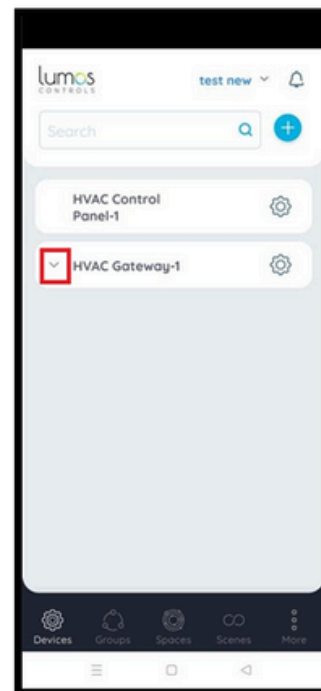 lumos
CONTROLS
test new
Search
HVAC Control
Panel-1
HVAC Gateway-1
Devices Groups Spaces Scenes More